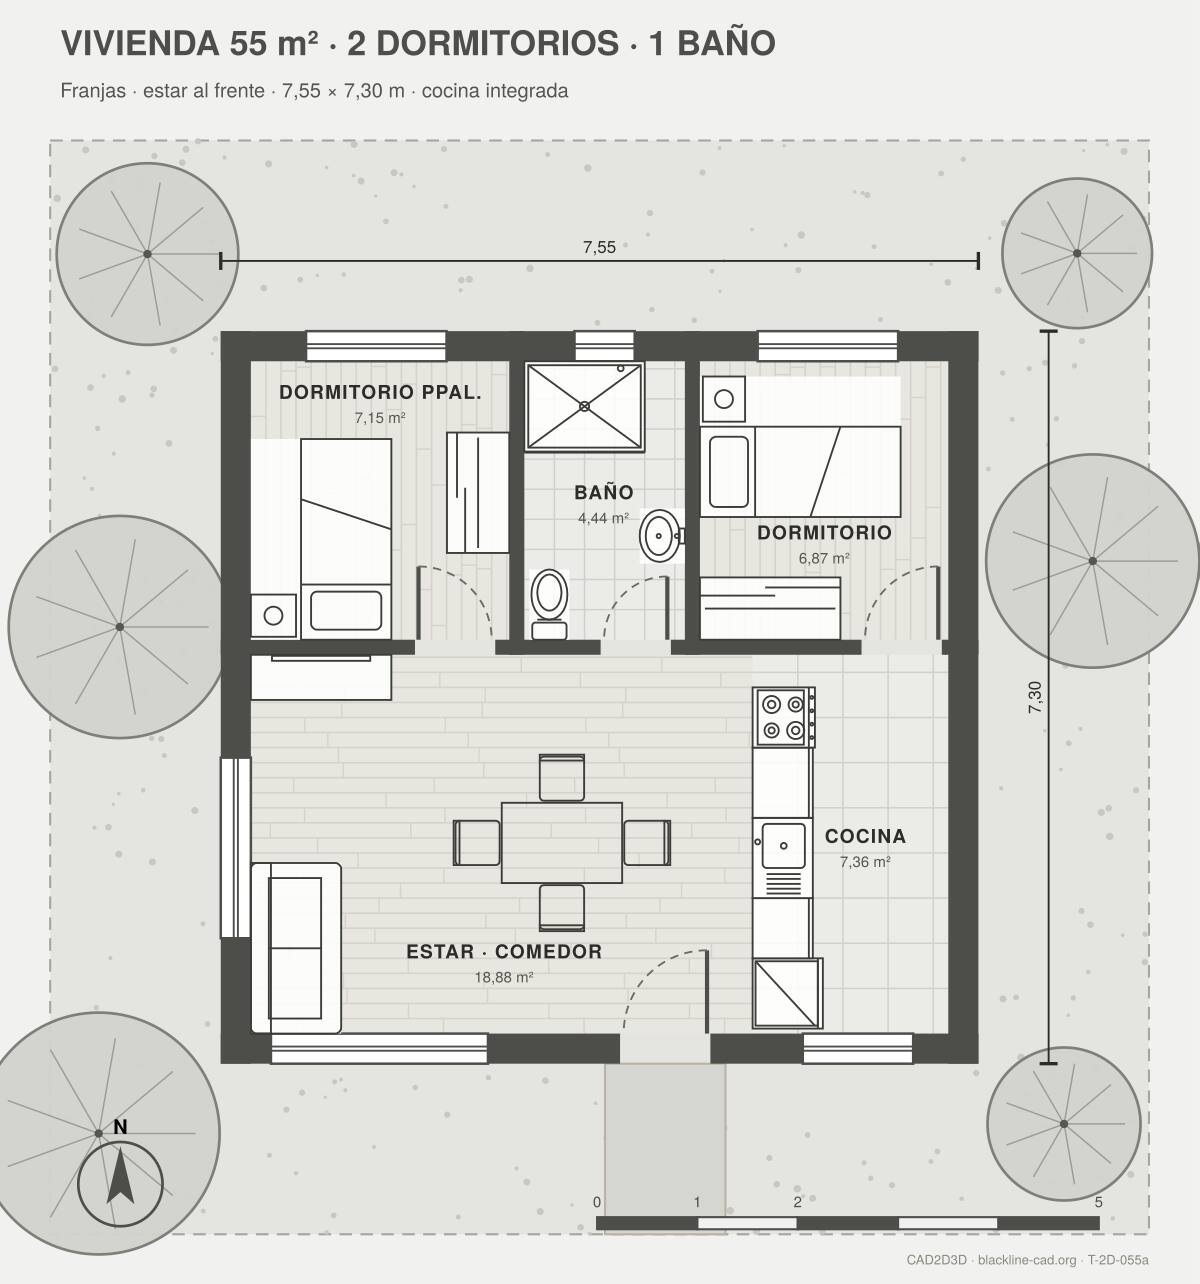 VIVIENDA 55 m² · 2 DORMITORIOS · 1 BAÑO
Franjas · estar al frente · 7,55 × 7,30 m · cocina integrada
7,55
DORMITORIO PPAL.
7,15 m²
BAÑO
4,44 m²
DORMITORIO
6,87 m²
7,30
COCINA
7,36 m²
ESTAR · COMEDOR
18,88 m²
N
0 1 2 5
CAD2D3D · blackline-cad.org · T-2D-055a